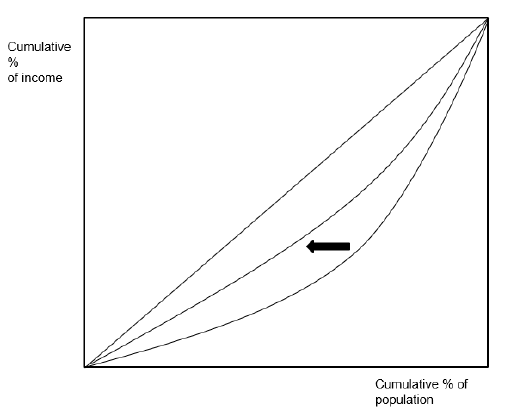 Cumulative
%
of income
Cumulative % of
population